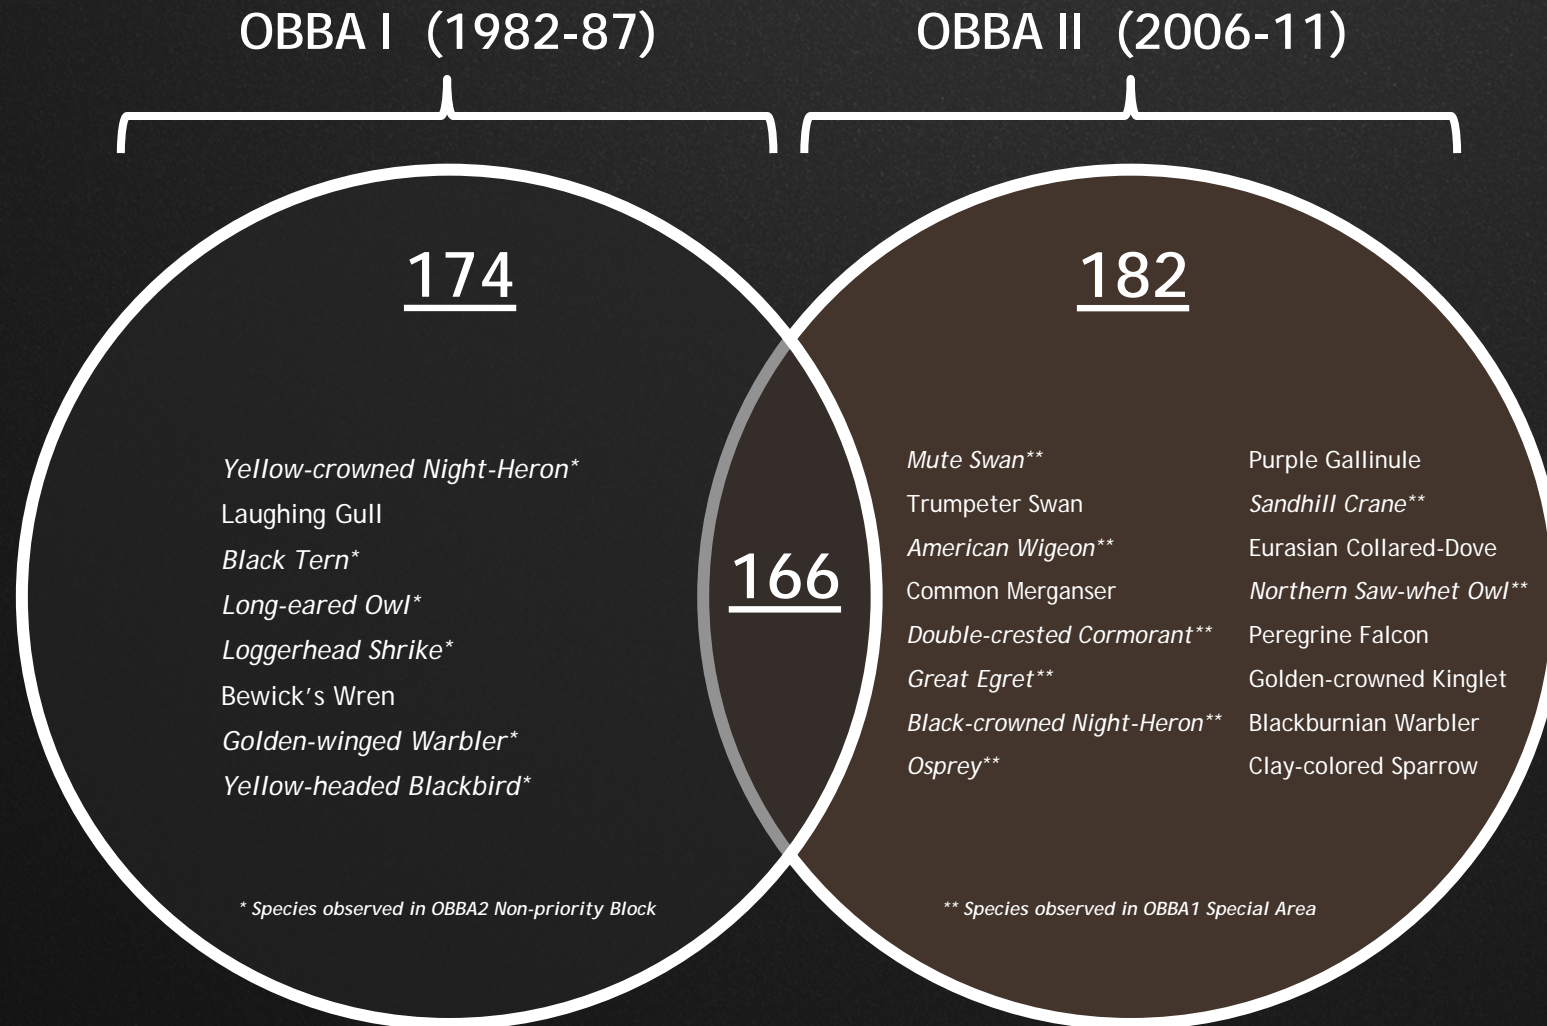 OBBA I (1982-87)
OBBA II (2006-11)
174
Yellow-crowned Night-Heron*
Laughing Gull
Black Tern*
Long-eared Owl*
Loggerhead Shrike*
Bewick’s Wren
Golden-winged Warbler*
Yellow-headed Blackbird*
* Species observed in OBBA2 Non-priority Block
166
182
Mute Swan**
Trumpeter Swan
American Wigeon**
Common Merganser
Double-crested Cormorant**
Great Egret**
Black-crowned Night-Heron**
Osprey**
Purple Gallinule
Sandhill Crane**
Eurasian Collared-Dove
Northern Saw-whet Owl**
Peregrine Falcon
Golden-crowned Kinglet
Blackburnian Warbler
Clay-colored Sparrow
** Species observed in OBBA1 Special Area